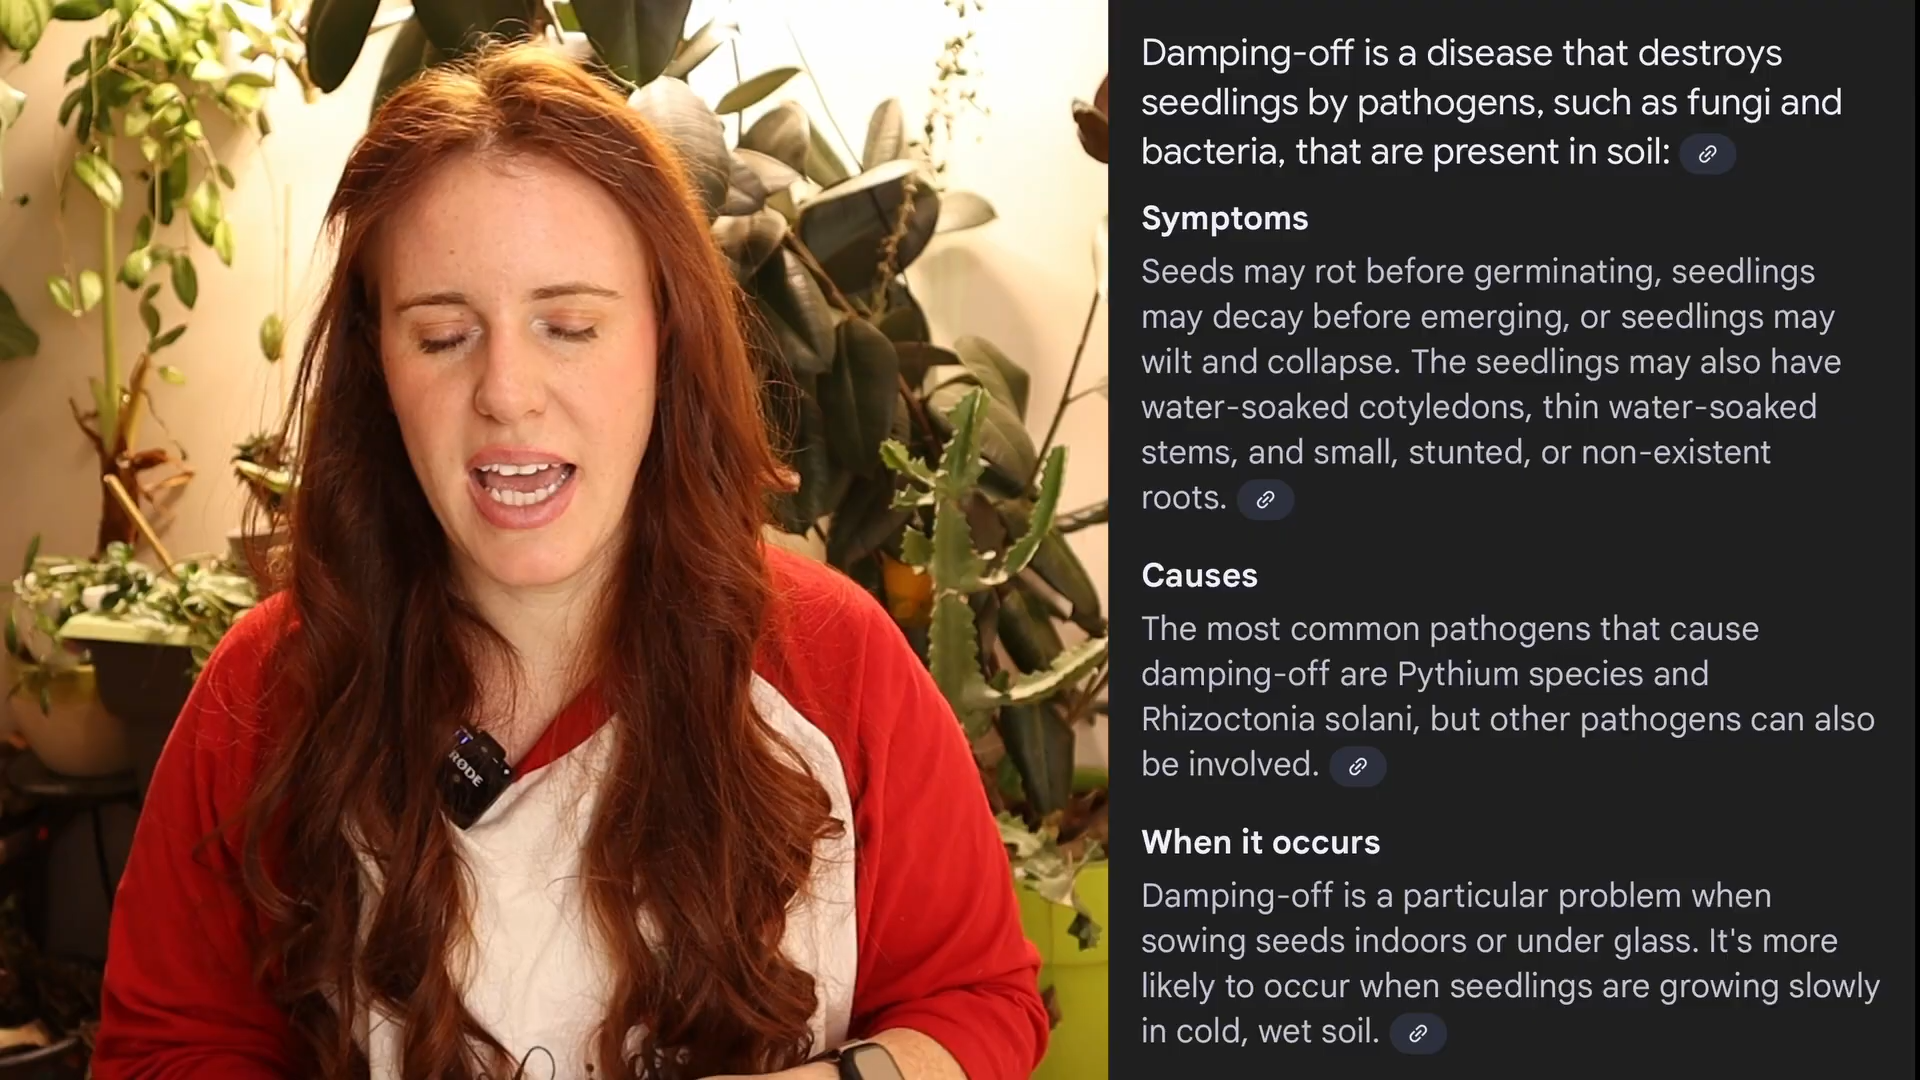 Damping-off is a disease that destroys
seedlings by pathogens, such as fungi and
bacteria, that are present in soil:
Symptoms
Seeds may rot before germinating, seedlings
may decay before emerging, or seedlings may
wilt and collapse. The seedlings may also have
water-soaked cotyledons, thin water-soaked
stems, and small, stunted, or non-existent
roots.
Causes
The most common pathogens that cause
damping-off are Pythium species and
Rhizoctonia solani, but other pathogens can also
be involved.
When it occurs
Damping-off is a particular problem when
sowing seeds indoors or under glass. It's more
likely to occur when seedlings are growing slowly
in cold, wet soil.
RØDE